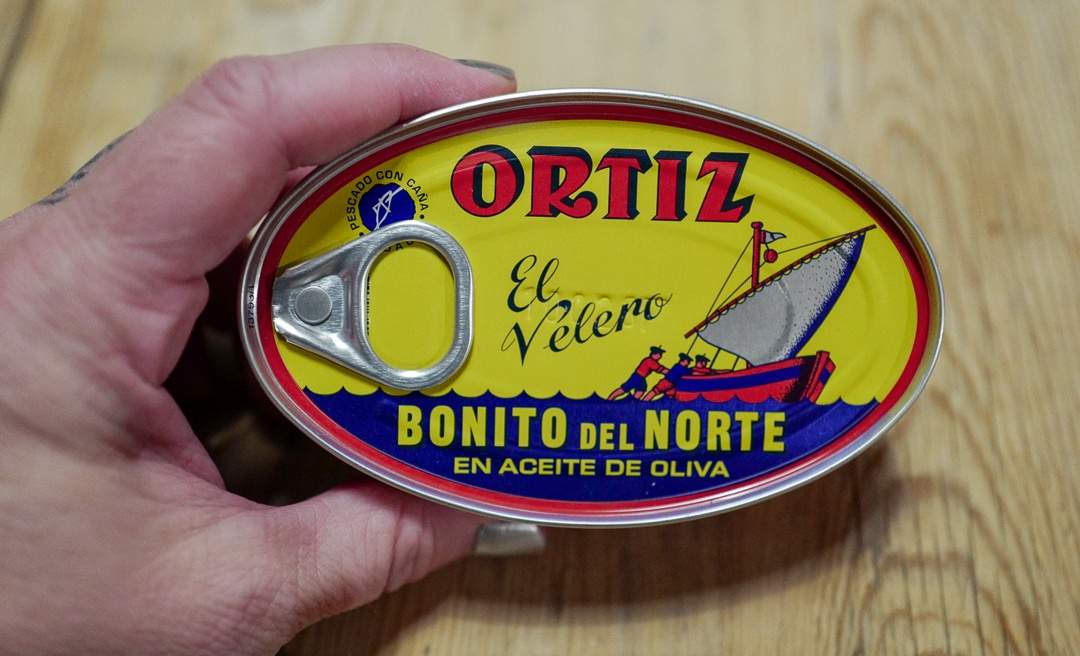 PESCADO CON CAÑA
ORTIZ
El
Velero
BONITO DEL NORTE
EN ACEITE DE OLIVA